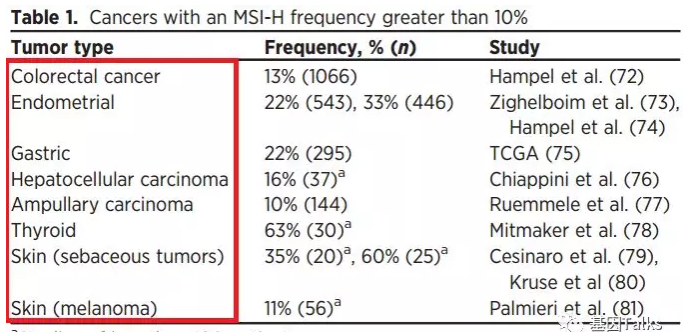 Table 1. Cancers with an MSI-H frequency greater than 10%
Tumor type Frequency, % (n) Study
Colorectal cancer 13% (1066) Hampel et al. (72)
Endometrial 22% (543), 33% (446) Zighelboim et al. (73),
Hampel et al. (74)
Gastric 22% (295) TCGA (75)
Hepatocellular carcinoma 16% (37)a Chiappini et al. (76)
Ampullary carcinoma 10% (144) Ruemmele et al. (77)
Thyroid 63% (30)a Mitmaker et al. (78)
Skin (sebaceous tumors) 35% (20)a, 60% (25)a Cesinaro et al. (79),
Kruse et al (80)
Skin (melanoma) 11% (56)a Palmieri et al. (81)
基因Talks